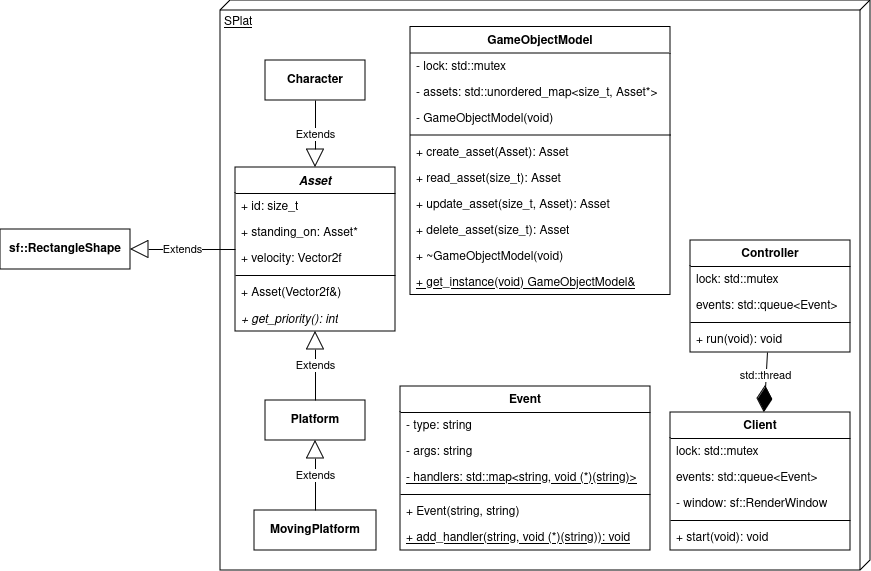 SPlat
GameObjectModel
- lock: std::mutex
- assets: std::unordered_map<size_t, Asset*>
- GameObjectModel(void)
+ create_asset(Asset): Asset
+ read_asset(size_t): Asset
+ update_asset(size_t, Asset): Asset
+ delete_asset(size_t): Asset
+ ~GameObjectModel(void)
+ get_instance(void) GameObjectModel&
Character
Extends
Asset
+ id: size_t
+ standing_on: Asset*
+ velocity: Vector2f
+ Asset(Vector2f&)
+ get_priority(): int
sf::RectangleShape
Extends
Extends
Platform
Extends
MovingPlatform
Controller
lock: std::mutex
events: std::queue<Event>
+ run(void): void
std::thread
Event
- type: string
- args: string
- handlers: std::map<string, void (*)(string)>
+ Event(string, string)
+ add_handler(string, void (*)(string)): void
Client
lock: std::mutex
events: std::queue<Event>
- window: sf::RenderWindow
+ start(void): void